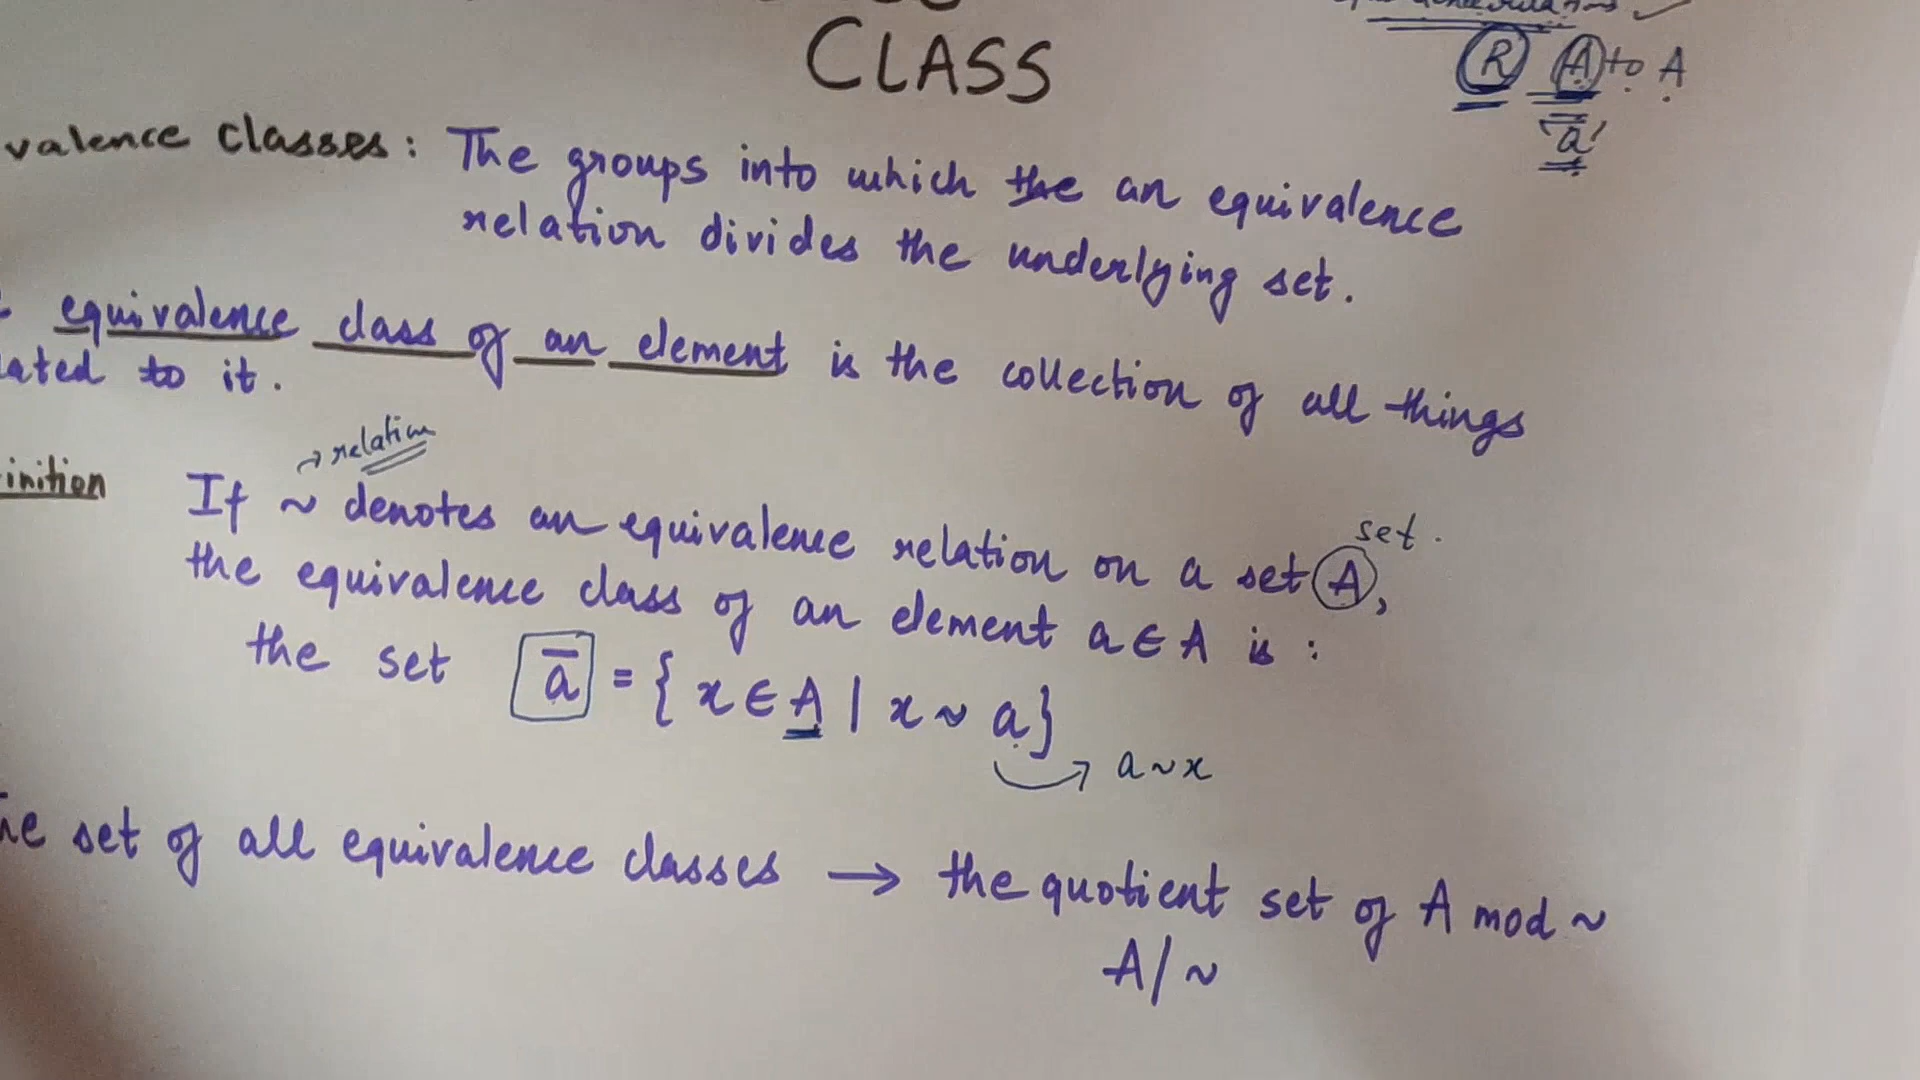 CLASS
R A to A
a'
valence Classes: The groups into which the an equivalence
relation divides the underlying set.
equivalence class of an element is the collection of all things
ated to it.
→ relation
inition If ~ denotes an equivalence relation on a set A,
set.
the equivalence class of an element a ∈ A is :
the set a̅ = { x ∈ A | x ~ a}
a ~ x
he set of all equivalence classes → the quotient set of A mod ~
A/~